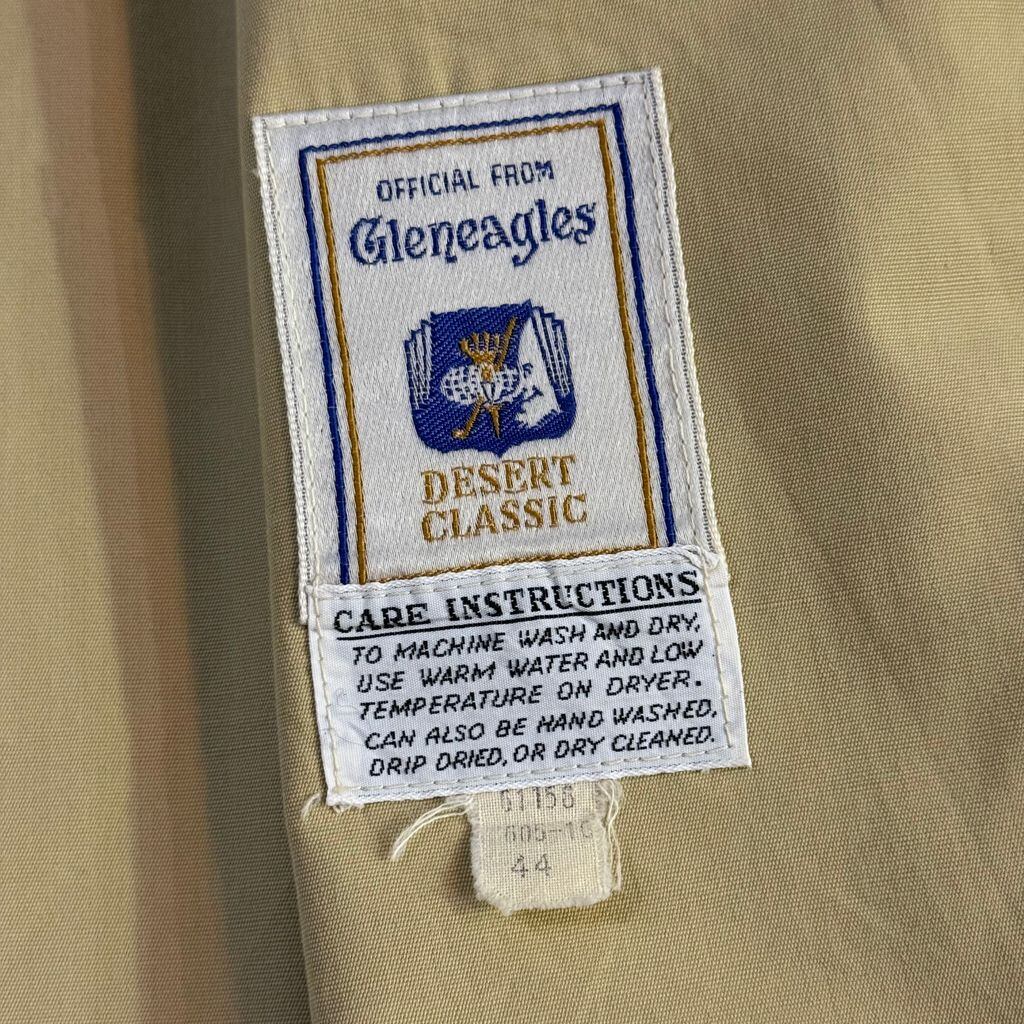 OFFICIAL FROM
Gleneagles
DESERT
CLASSIC
CARE INSTRUCTIONS
TO MACHINE WASH AND DRY,
USE WARM WATER AND LOW
TEMPERATURE ON DRYER.
CAN ALSO BE HAND WASHED,
DRIP DRIED, OR DRY CLEANED.
44